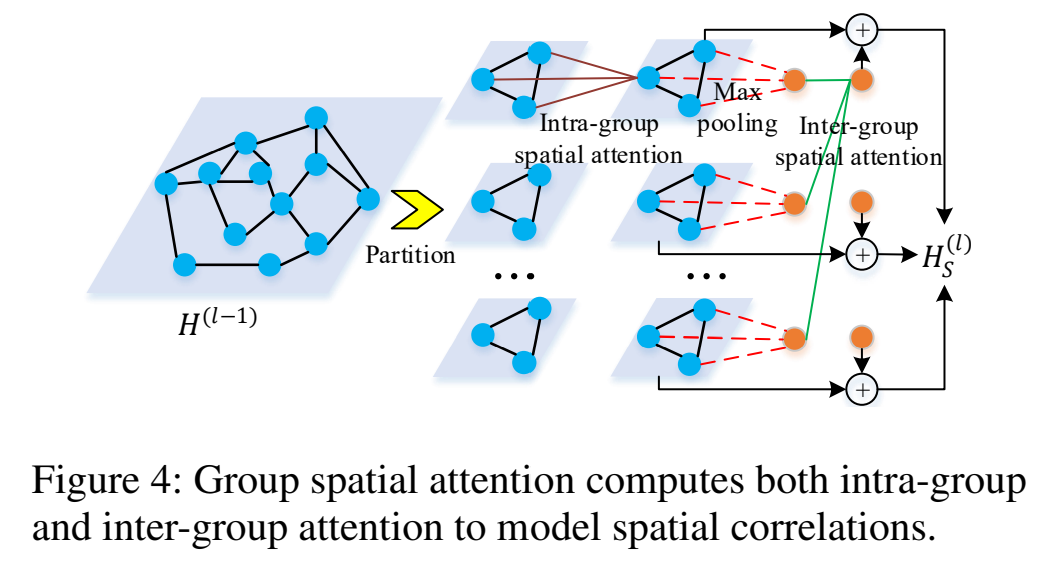 Intra-group
spatial attention
Max
pooling
Inter-group
spatial attention
Partition
H^{(l-1)}
H_S^{(l)}
+
+
+
...
...
Figure 4: Group spatial attention computes both intra-group
and inter-group attention to model spatial correlations.